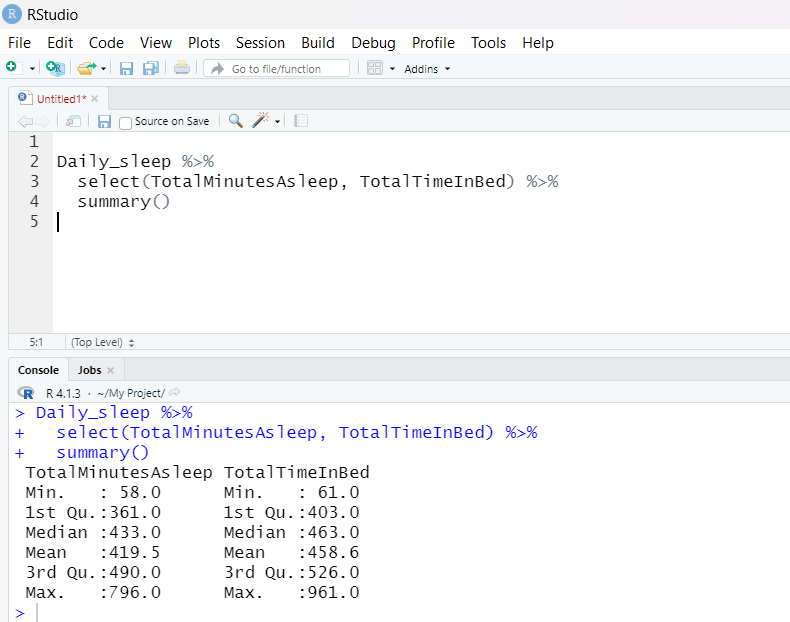 RStudio
File Edit Code View Plots Session Build Debug Profile Tools Help
Go to file/function Addins
Untitled1*
Source on Save
1
2 Daily_sleep %>%
3   select(TotalMinutesAsleep, TotalTimeInBed) %>%
4   summary()
5
5:1 (Top Level)
Console Jobs
R 4.1.3 · ~/My Project/
> Daily_sleep %>%
+   select(TotalMinutesAsleep, TotalTimeInBed) %>%
+   summary()
 TotalMinutesAsleep TotalTimeInBed
 Min.   : 58.0      Min.   : 61.0
 1st Qu.:361.0      1st Qu.:403.0
 Median :433.0      Median :463.0
 Mean   :419.5      Mean   :458.6
 3rd Qu.:490.0      3rd Qu.:526.0
 Max.   :796.0      Max.   :961.0
>